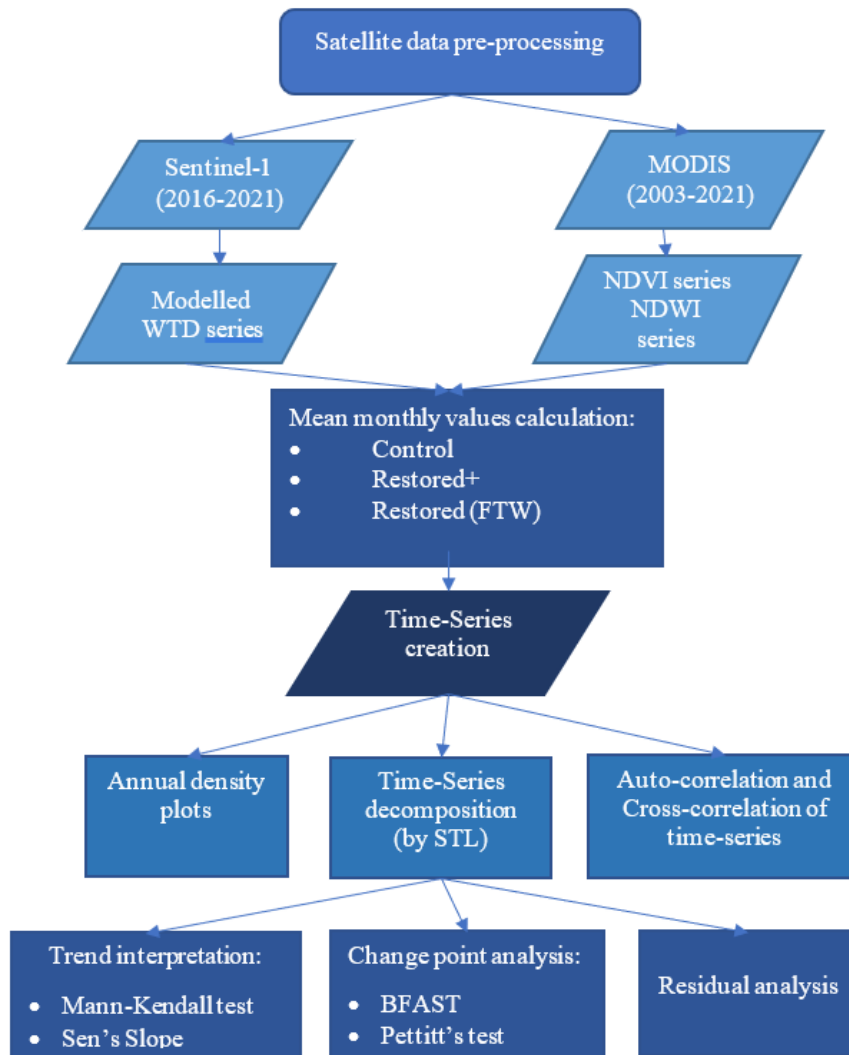 Satellite data pre-processing
Sentinel-1
(2016-2021)
MODIS
(2003-2021)
Modelled
WTD series
NDVI series
NDWI
series
Mean monthly values calculation:
• Control
• Restored+
• Restored (FTW)
Time-Series
creation
Annual density
plots
Time-Series
decomposition
(by STL)
Auto-correlation and
Cross-correlation of
time-series
Trend interpretation:
• Mann-Kendall test
• Sen's Slope
Change point analysis:
• BFAST
• Pettitt's test
Residual analysis